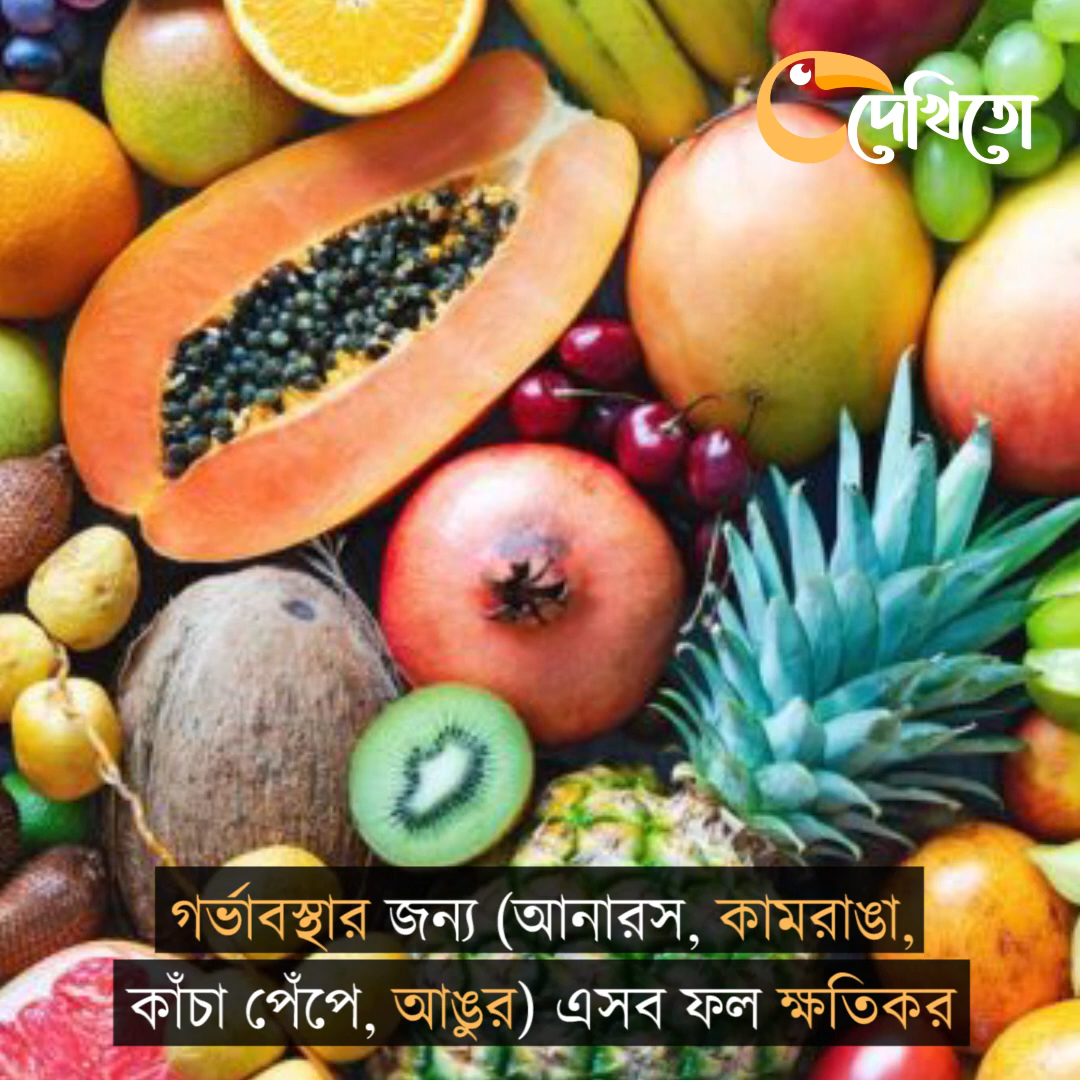 দেখিতো
গর্ভাবস্থার জন্য (আনারস, কামরাঙা,
কাঁচা পেঁপে, আঙুর) এসব ফল ক্ষতিকর